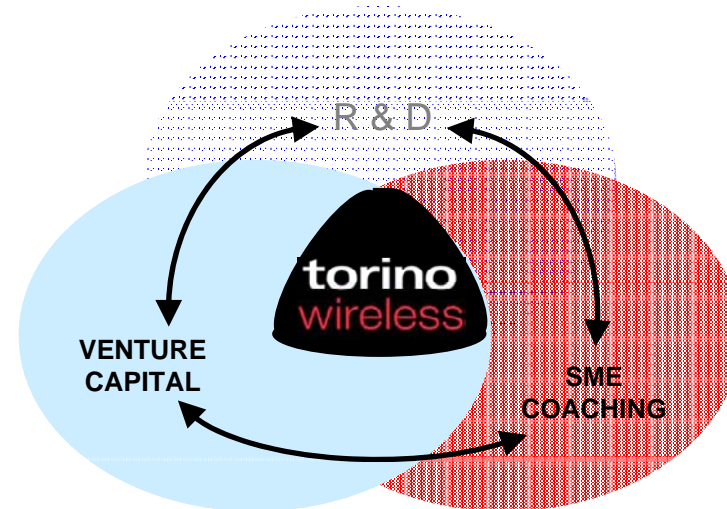 R & D
torino
wireless
VENTURE
CAPITAL
SME
COACHING